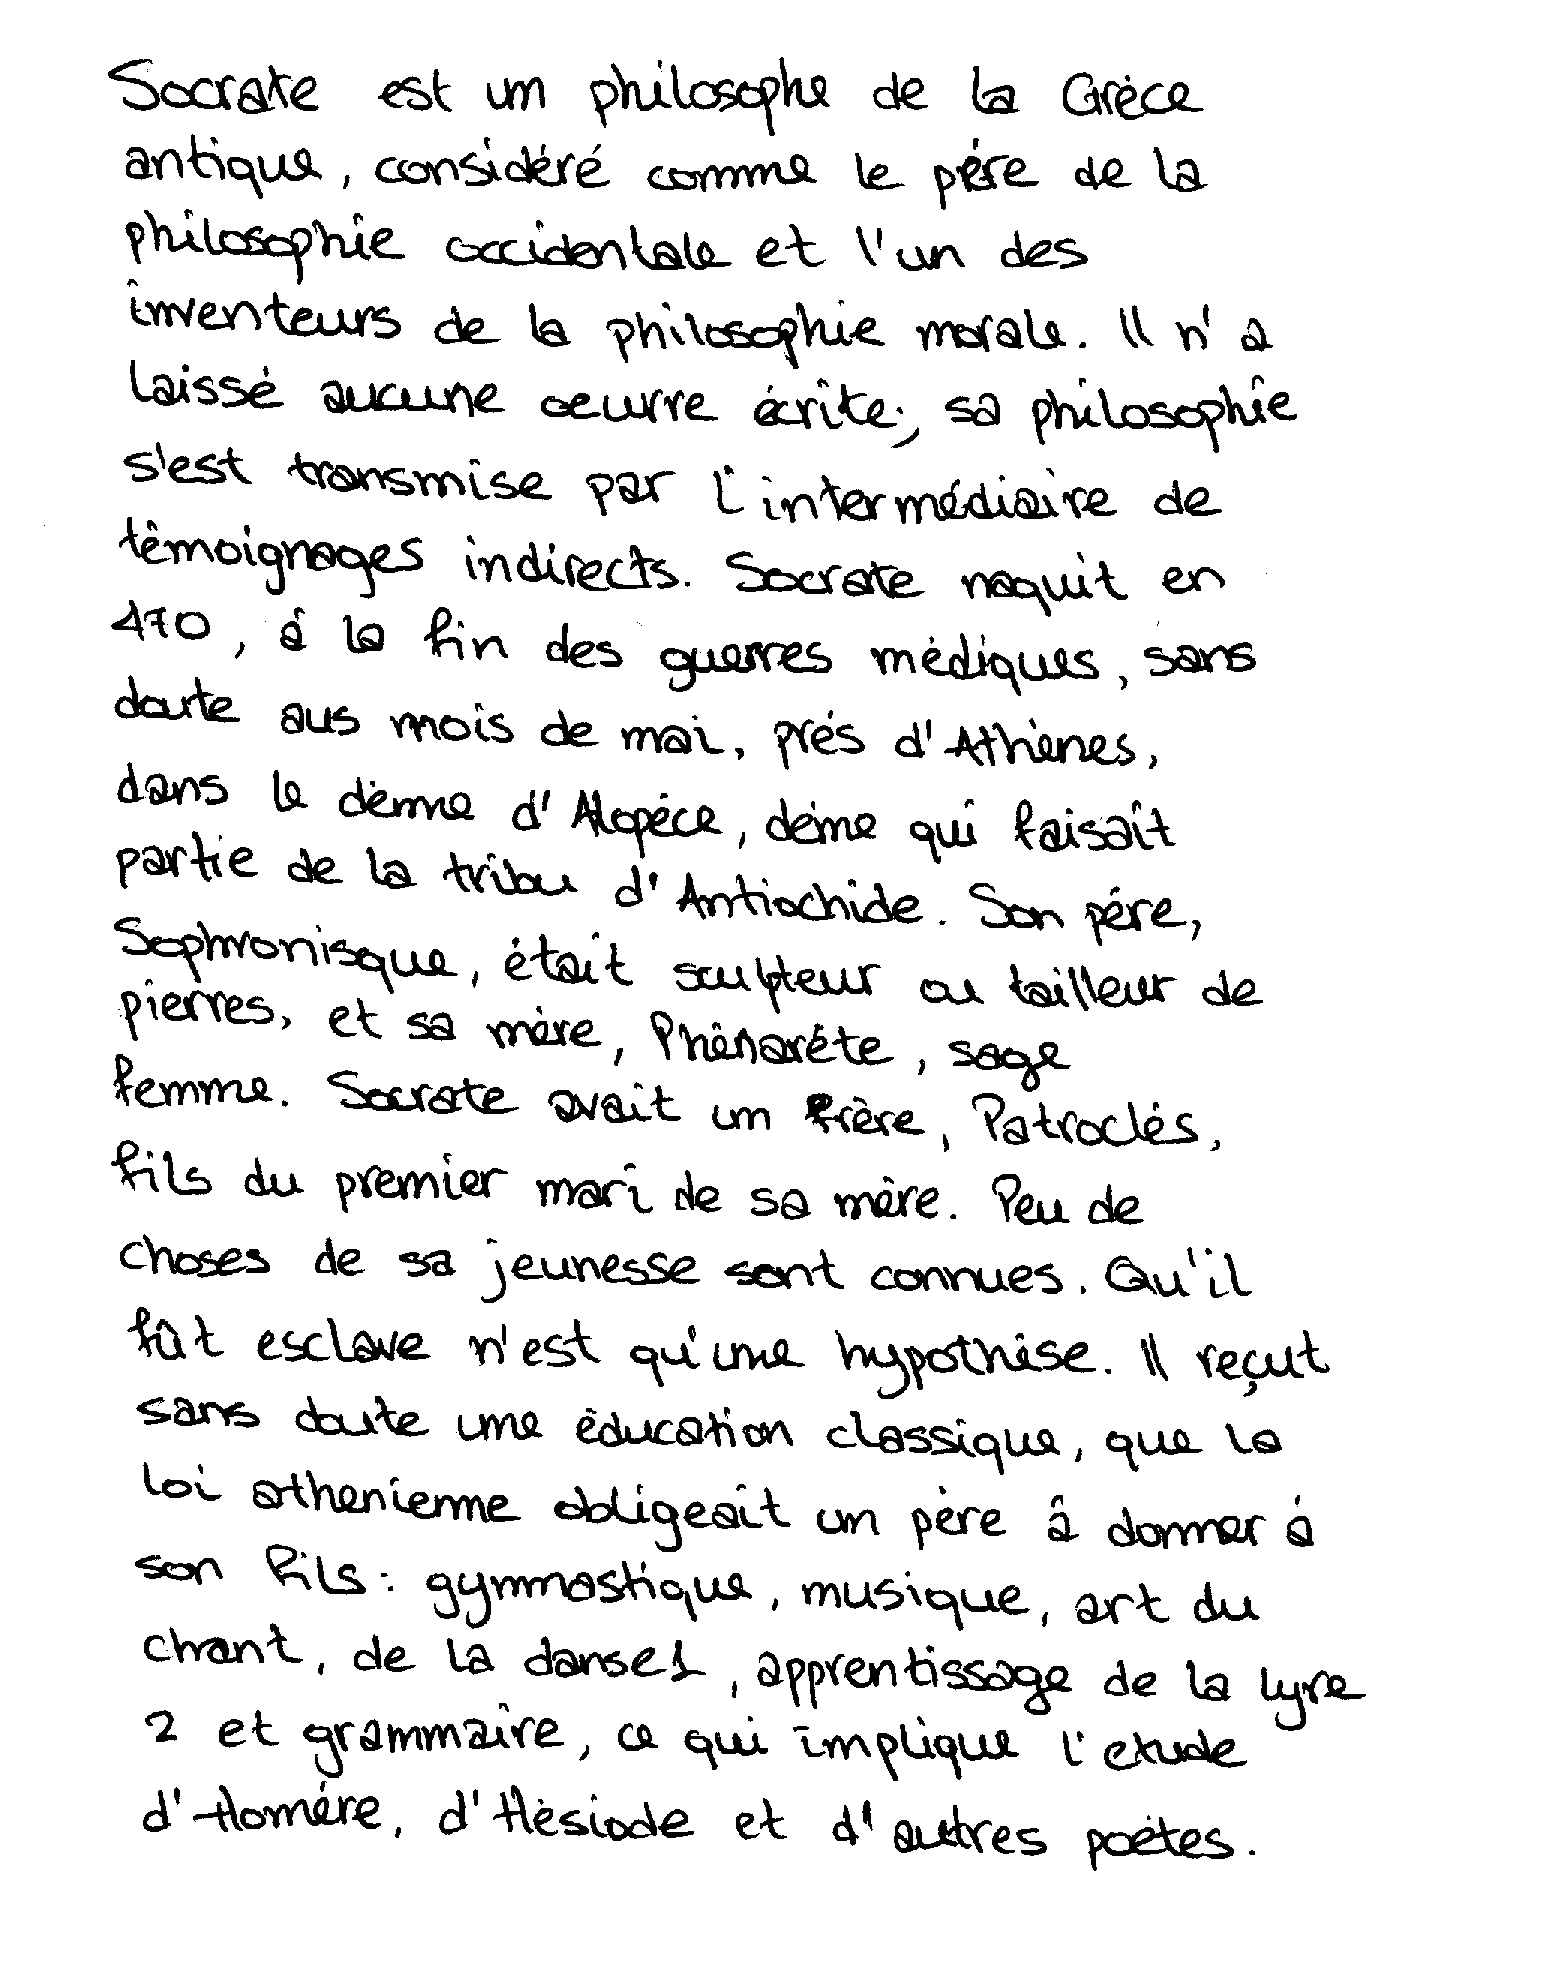 Socrate est un philosophe de la Grèce
antique, considéré comme le père de la
philosophie occidentale et l'un des
inventeurs de la philosophie morale. Il n'a
laissé aucune oeuvre écrite, sa philosophie
s'est transmise par l'intermédiaire de
témoignages indirects. Socrate naquit en
470, à la fin des guerres médiques, sans
doute aus mois de mai, prés d'Athènes,
dans le dème d'Alopéce, dème qui faisait
partie de la tribu d'Antiochide. Son pére,
Sophronisque, était sculpteur ou tailleur de
pierres, et sa mère, Phénarète, sage
femme. Socrate avait un frère, Patroclés,
fils du premier mari de sa mère. Peu de
choses de sa jeunesse sont connues. Qu'il
fût esclave n'est qu'une hypothèse. Il reçut
sans doute une éducation classique, que la
loi athenienne obligeait un père à donner à
son fils : gymnastique, musique, art du
chant, de la danse1, apprentissage de la lyre
2 et grammaire, ce qui implique l'etude
d'Homére, d'Hésiode et d'autres poètes.